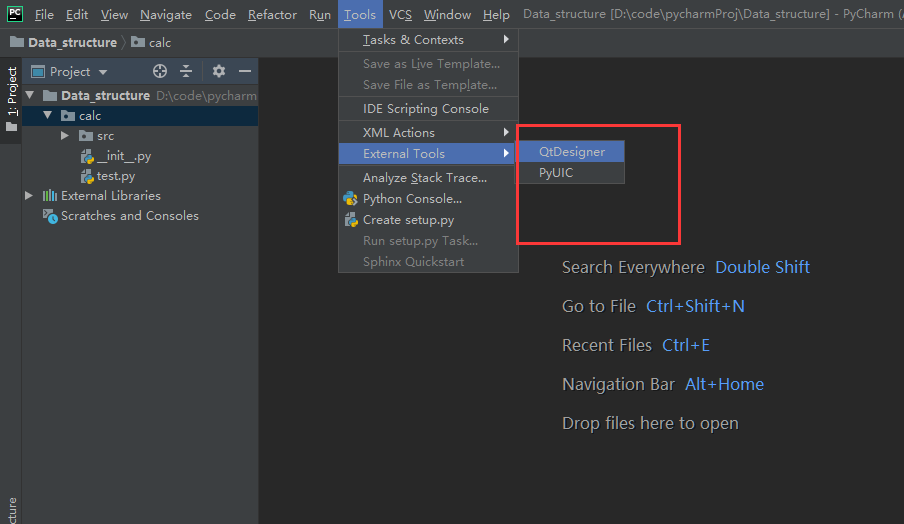 PC File Edit View Navigate Code Refactor Run Tools VCS Window Help Data_structure [D:\code\pycharmProj\Data_structure] - PyCharm (
Data_structure calc
1: Project
Project
Data_structure D:\code\pycharm
calc
src
__init__.py
test.py
External Libraries
Scratches and Consoles
Tasks & Contexts
Save as Live Template...
Save File as Template...
IDE Scripting Console
XML Actions
External Tools
Analyze Stack Trace...
Python Console...
Create setup.py
Run setup.py Task...
Sphinx Quickstart
QtDesigner
PyUIC
Search Everywhere Double Shift
Go to File Ctrl+Shift+N
Recent Files Ctrl+E
Navigation Bar Alt+Home
Drop files here to open
cture